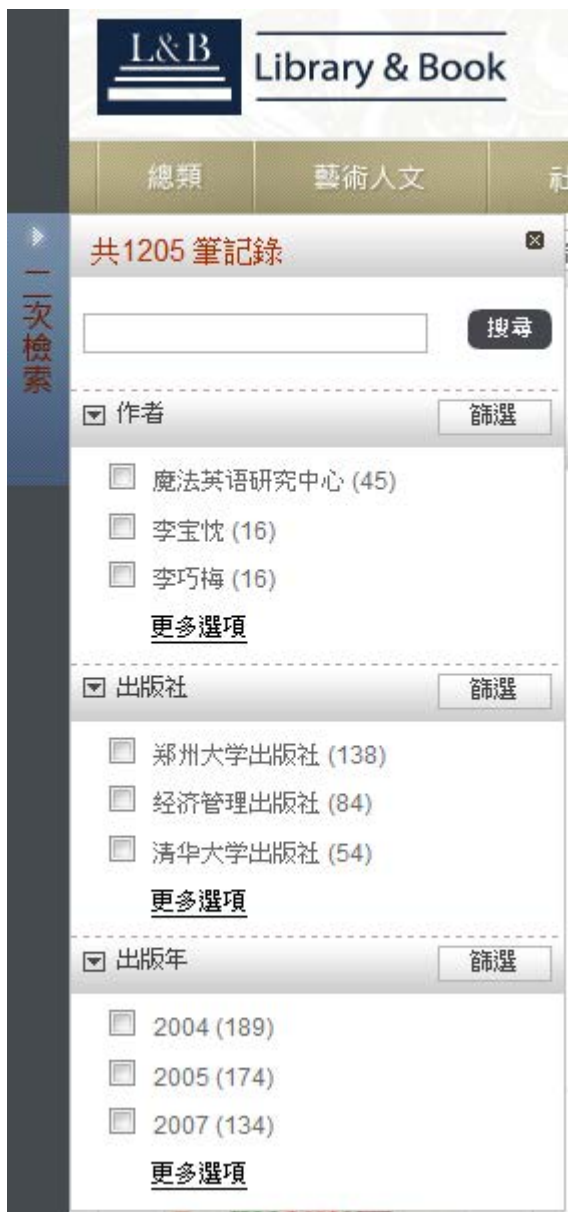 L&B
Library & Book
總類 藝術人文
共1205 筆記錄
二次檢索
搜尋
作者 篩選
魔法英语研究中心 (45)
李宝忱 (16)
李巧梅 (16)
更多選項
出版社 篩選
郑州大学出版社 (138)
经济管理出版社 (84)
清华大学出版社 (54)
更多選項
出版年 篩選
2004 (189)
2005 (174)
2007 (134)
更多選項